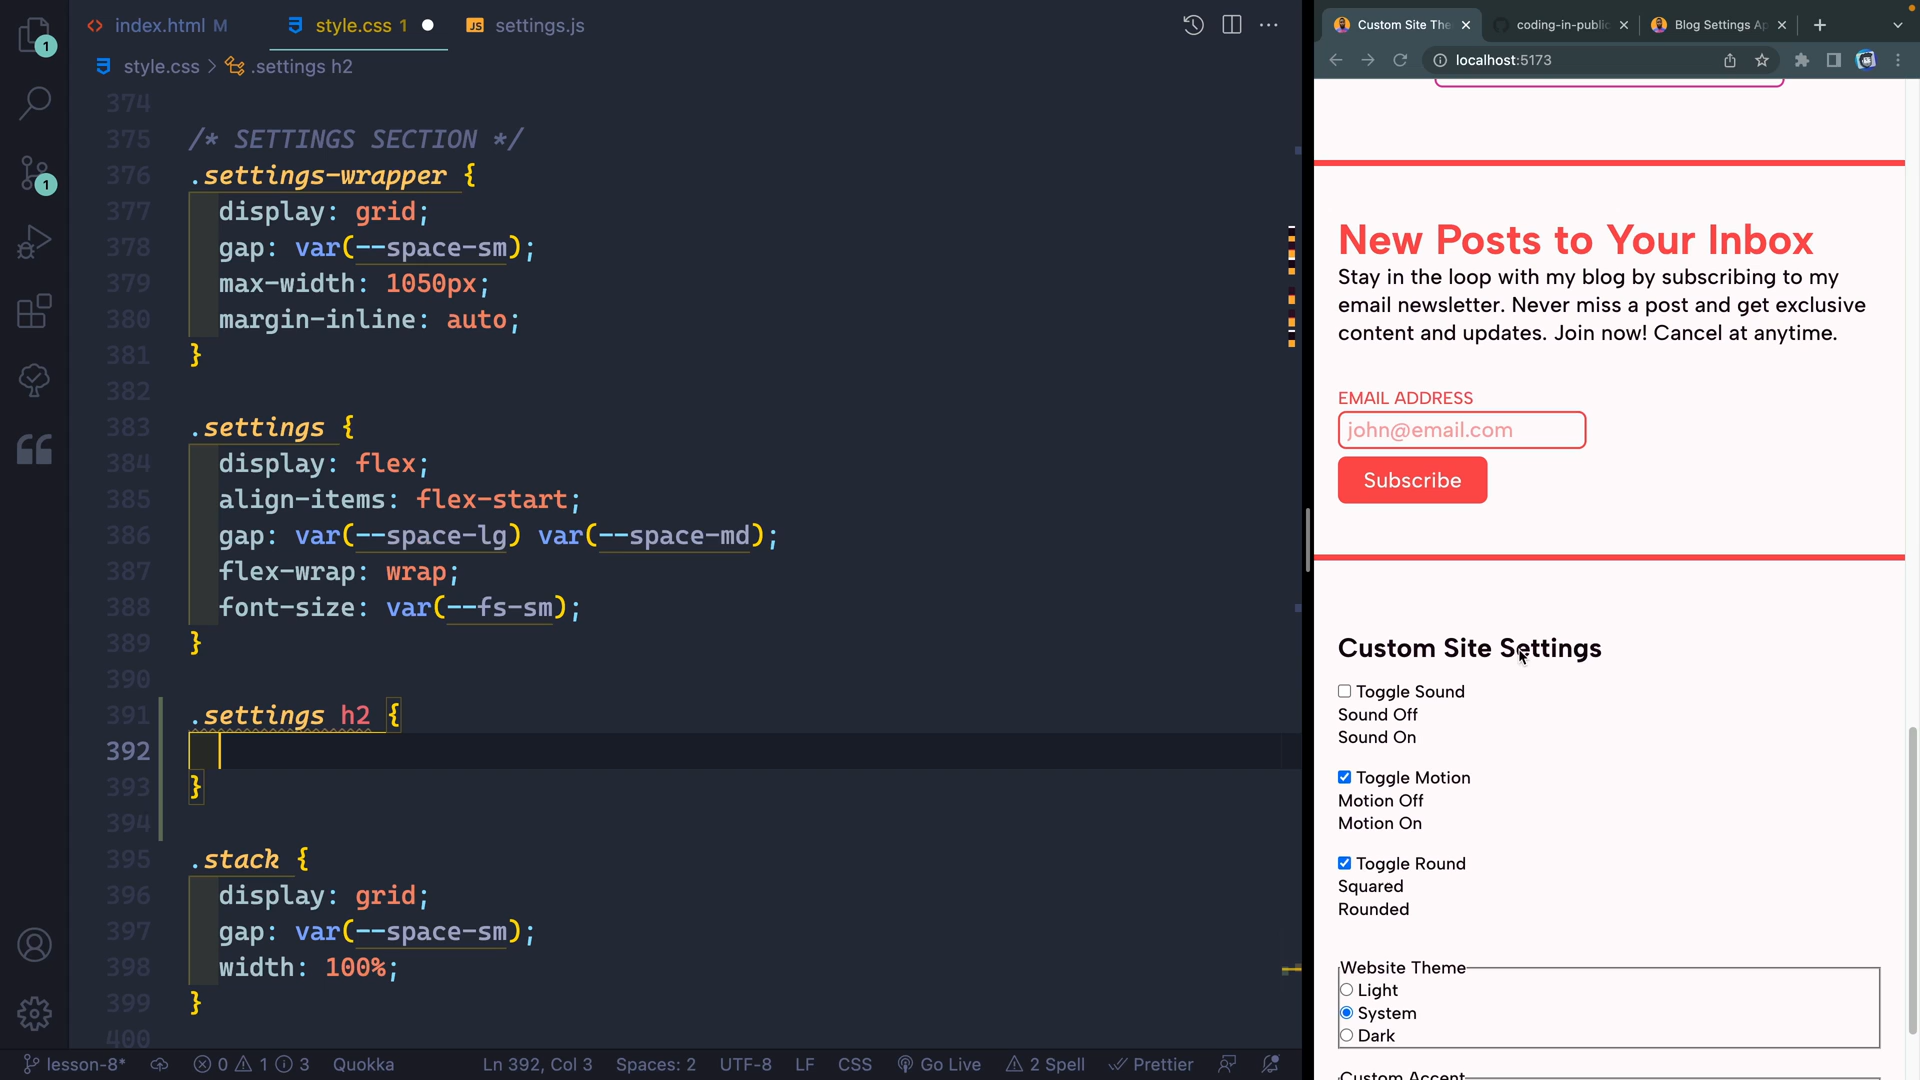 index.html M
style.css 1
JS settings.js
style.css > .settings h2
374
375 /* SETTINGS SECTION */
376 .settings-wrapper {
377 display: grid;
378 gap: var(--space-sm);
379 max-width: 1050px;
380 margin-inline: auto;
381 }
382
383 .settings {
384 display: flex;
385 align-items: flex-start;
386 gap: var(--space-lg) var(--space-md);
387 flex-wrap: wrap;
388 font-size: var(--fs-sm);
389 }
390
391 .settings h2 {
392
393 }
394
395 .stack {
396 display: grid;
397 gap: var(--space-sm);
398 width: 100%;
399 }
400
1
1
lesson-8* 0 1 3 Quokka Ln 392, Col 3 Spaces: 2 UTF-8 LF CSS Go Live 2 Spell Prettier
Custom Site The
coding-in-public
Blog Settings Ap
localhost:5173
New Posts to Your Inbox
Stay in the loop with my blog by subscribing to my
email newsletter. Never miss a post and get exclusive
content and updates. Join now! Cancel at anytime.
EMAIL ADDRESS
john@email.com
Subscribe
Custom Site Settings
Toggle Sound
Sound Off
Sound On
Toggle Motion
Motion Off
Motion On
Toggle Round
Squared
Rounded
Website Theme
Light
System
Dark
Custom Accent